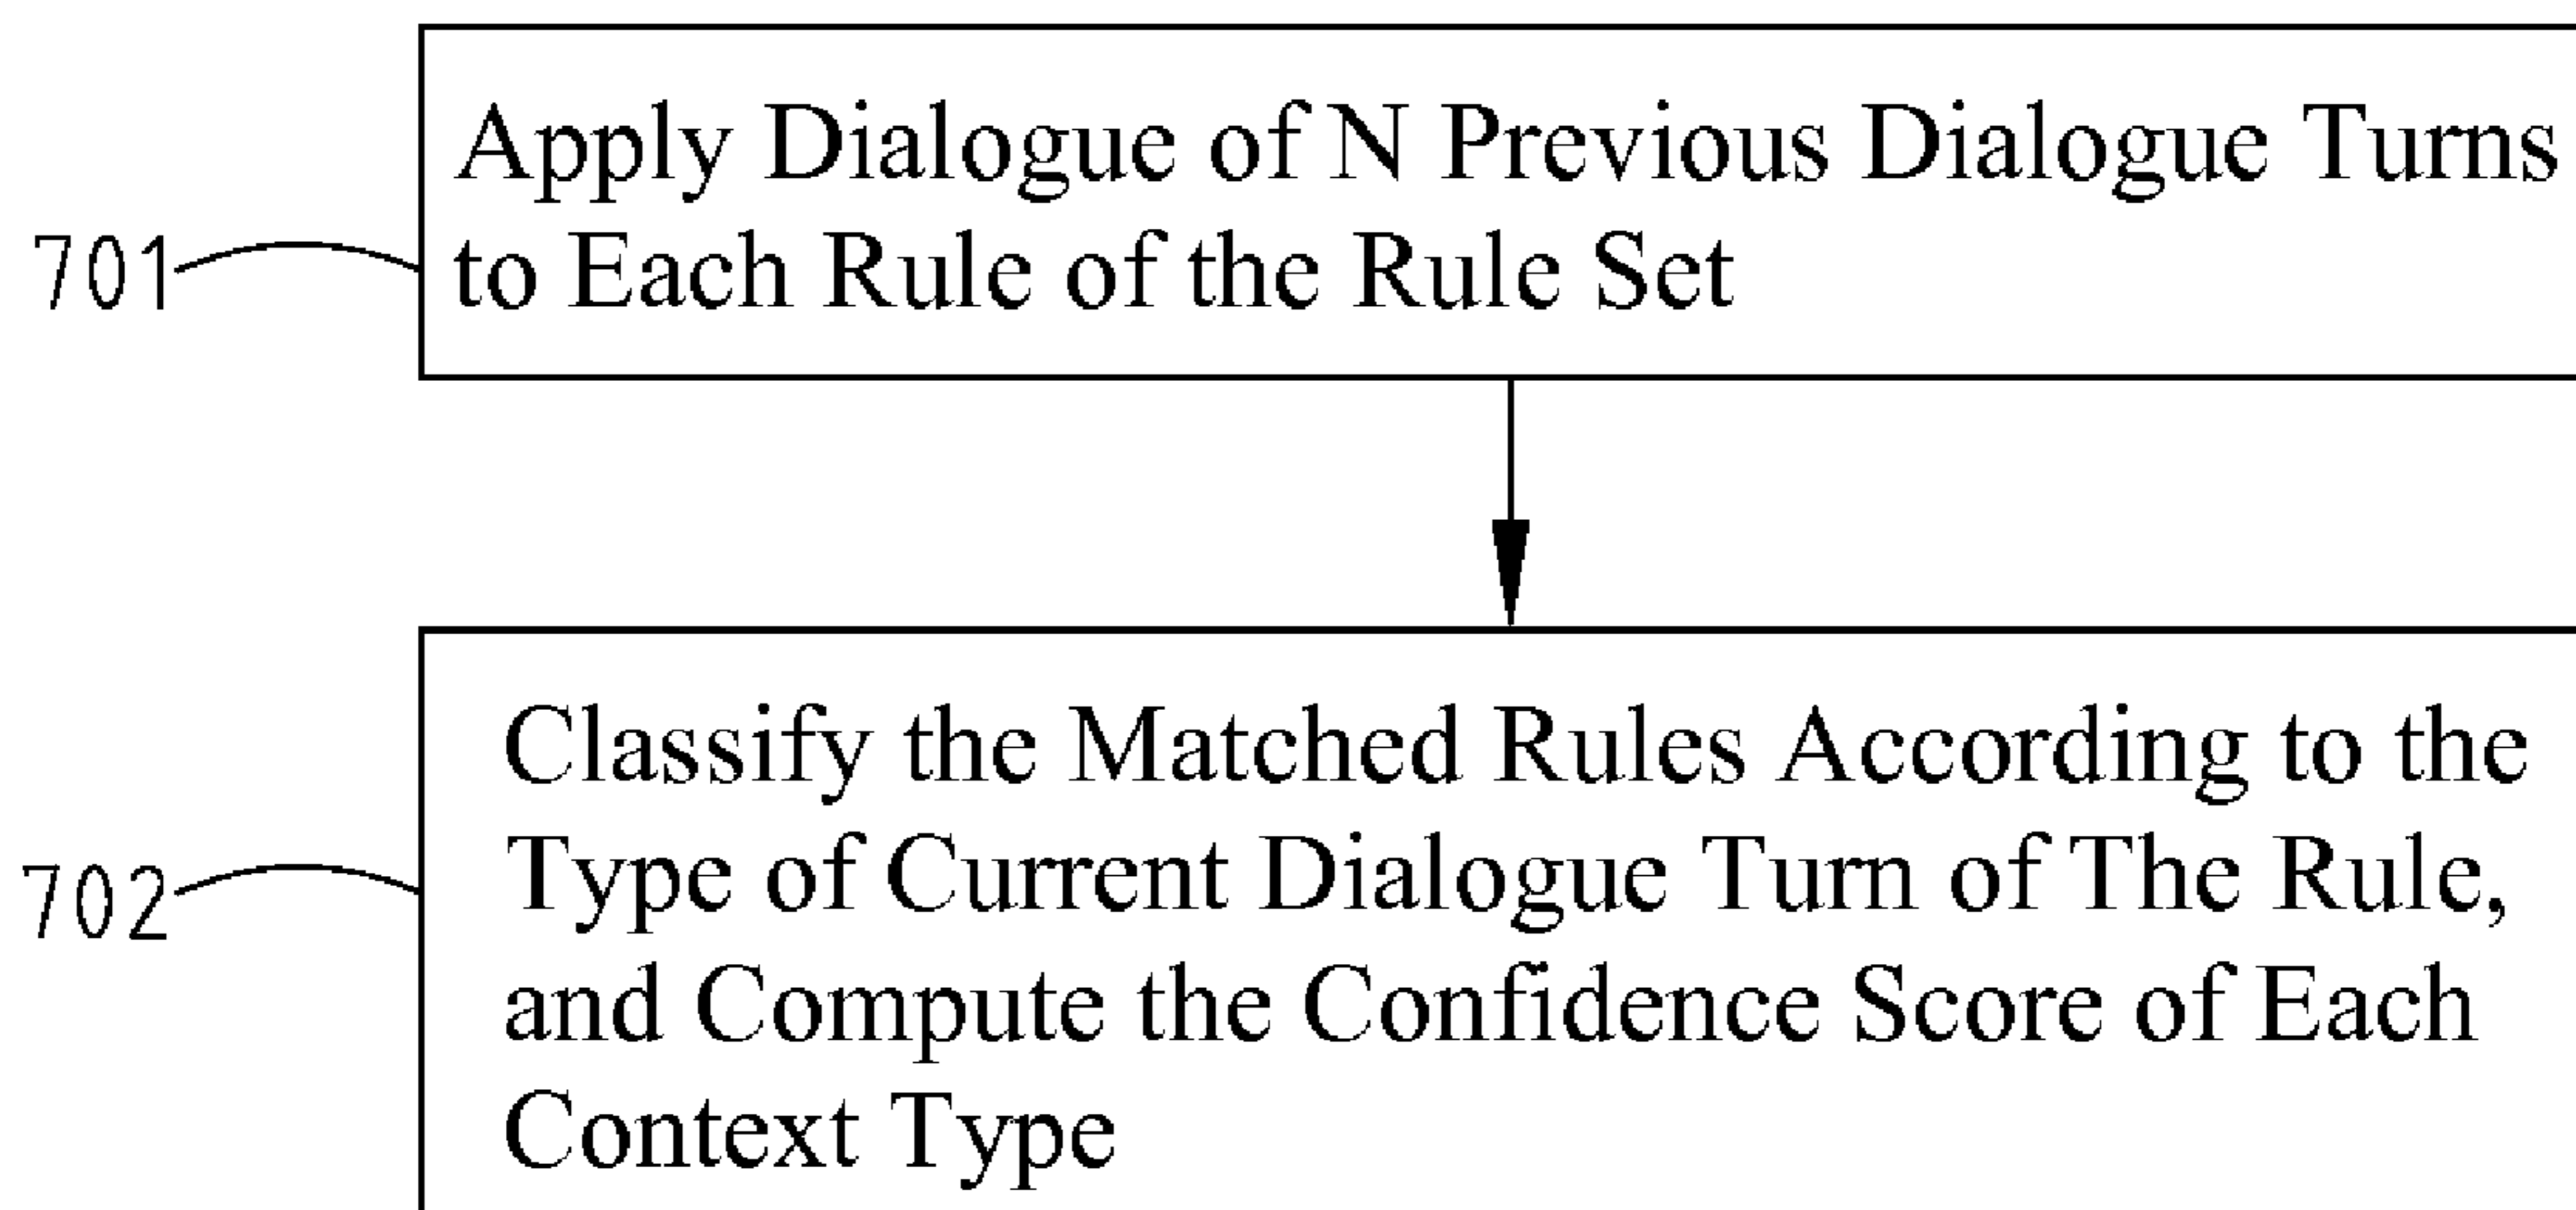 Apply Dialogue of N Previous Dialogue Turns
701
to Each Rule of the Rule Set
Classify the Matched Rules According to the
702
Type of Current Dialogue Turn of The Rule,
and Compute the Confidence Score of Each
Context Type